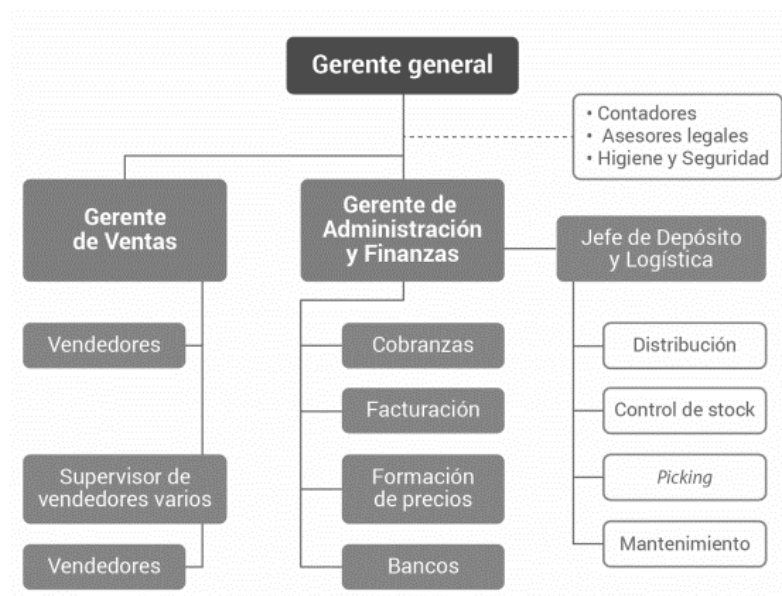 Gerente general
• Contadores
• Asesores legales
• Higiene y Seguridad
Gerente
de Ventas
Gerente de
Administración
y Finanzas
Jefe de Depósito
y Logística
Vendedores
Cobranzas
Distribución
Facturación
Control de stock
Supervisor de
vendedores varios
Formación
de precios
Picking
Mantenimiento
Vendedores
Bancos